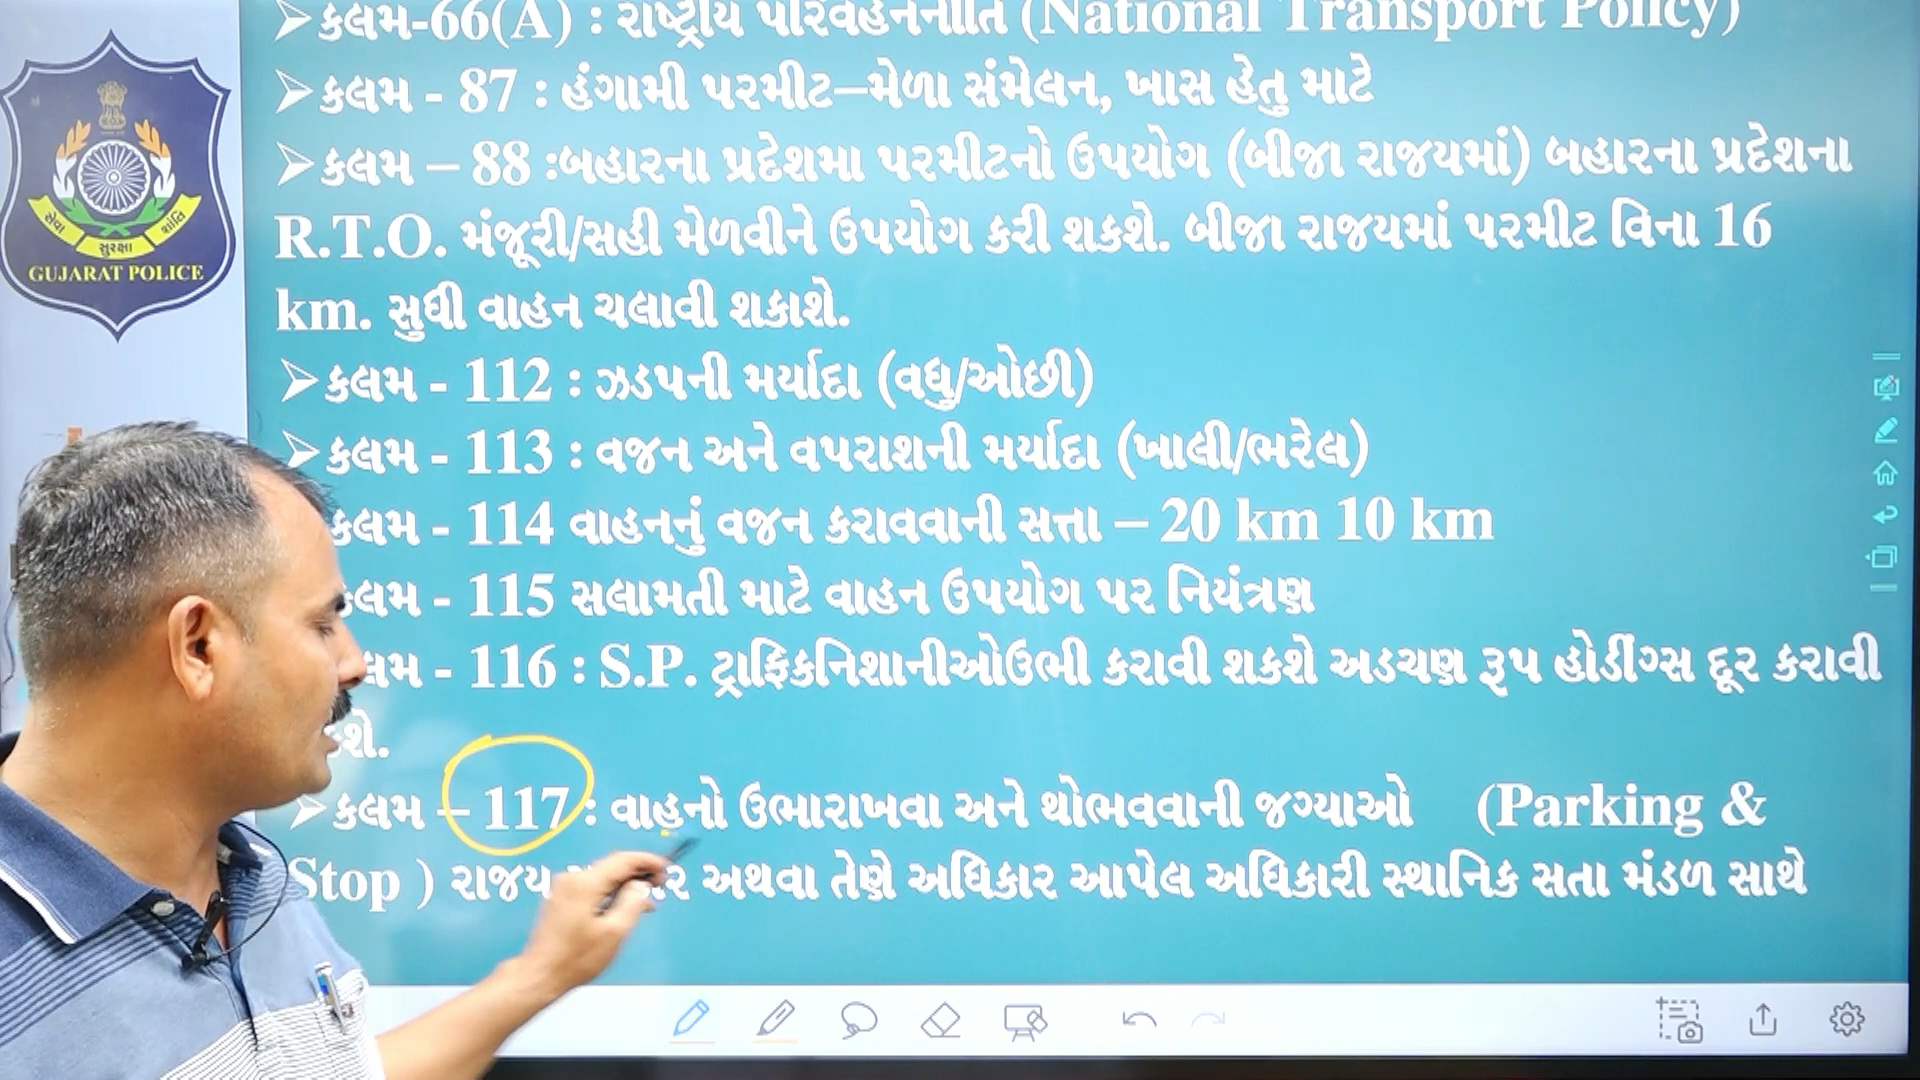 ➢કલમ-66(A) : રાષ્ટ્રીય પરિવહનનીતિ (National Transport Policy)
➢કલમ - 87 : હંગામી પરમીટ–મેળા સંમેલન, ખાસ હેતુ માટે
➢કલમ – 88 :બહારના પ્રદેશમા પરમીટનો ઉપયોગ (બીજા રાજયમાં) બહારના પ્રદેશના
R.T.O. મંજૂરી/સહી મેળવીને ઉપયોગ કરી શકશે. બીજા રાજયમાં પરમીટ વિના 16
km. સુધી વાહન ચલાવી શકાશે.
➢કલમ - 112 : ઝડપની મર્યાદા (વધુ/ઓછી)
➢કલમ - 113 : વજન અને વપરાશની મર્યાદા (ખાલી/ભરેલ)
કલમ - 114 વાહનનું વજન કરાવવાની સત્તા – 20 km 10 km
કલમ - 115 સલામતી માટે વાહન ઉપયોગ પર નિયંત્રણ
લમ - 116 : S.P. ટ્રાફિકનિશાનીઓઉભી કરાવી શકશે અડચણ રૂપ હોર્ડીંગ્સ દૂર કરાવી
શે.
➢કલમ – 117 : વાહનો ઉભારાખવા અને થોભવવાની જગ્યાઓ (Parking &
Stop ) રાજય અથવા તેણે અધિકાર આપેલ અધિકારી સ્થાનિક સતા મંડળ સાથે
સેવા
સુરક્ષા
શાંતિ
GUJARAT POLICE